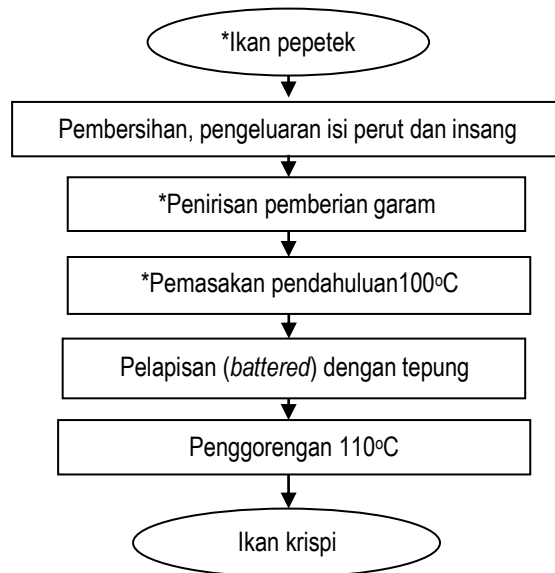 *Ikan pepetek
Pembersihan, pengeluaran isi perut dan insang
*Penirisan pemberian garam
*Pemasakan pendahuluan100oC
Pelapisan (battered) dengan tepung
Penggorengan 110oC
Ikan krispi